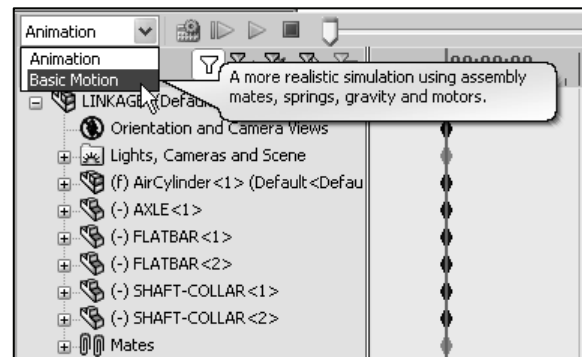 Animation
Animation
Basic Motion
A more realistic simulation using assembly
mates, springs, gravity and motors.
00:00:00
LINKAGE (Defau
Orientation and Camera Views
Lights, Cameras and Scene
(f) AirCylinder<1> (Default<Defau
(-) AXLE<1>
(-) FLATBAR<1>
(-) FLATBAR<2>
(-) SHAFT-COLLAR<1>
(-) SHAFT-COLLAR<2>
Mates